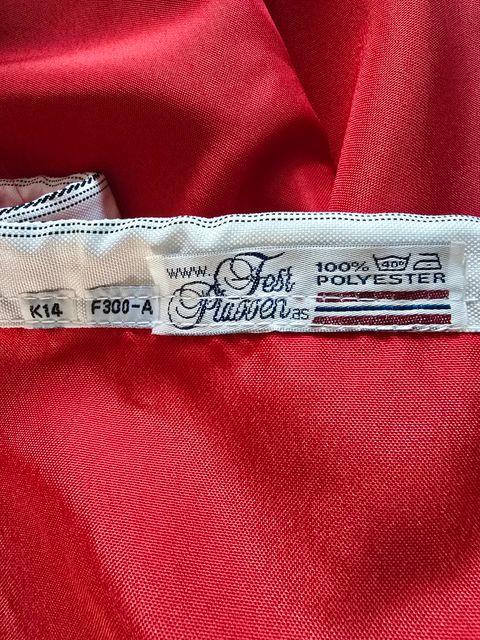 K14
F300-A
www.Fest
Flaggen.as
100% 40°
POLYESTER